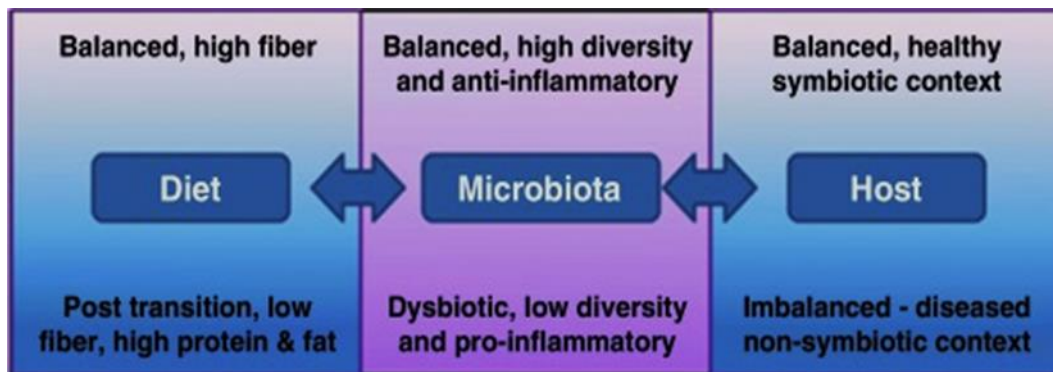 Balanced, high fiber
Balanced, high diversity
and anti-inflammatory
Balanced, healthy
symbiotic context
Diet
Microbiota
Host
Post transition, low
fiber, high protein & fat
Dysbiotic, low diversity
and pro-inflammatory
Imbalanced - diseased
non-symbiotic context